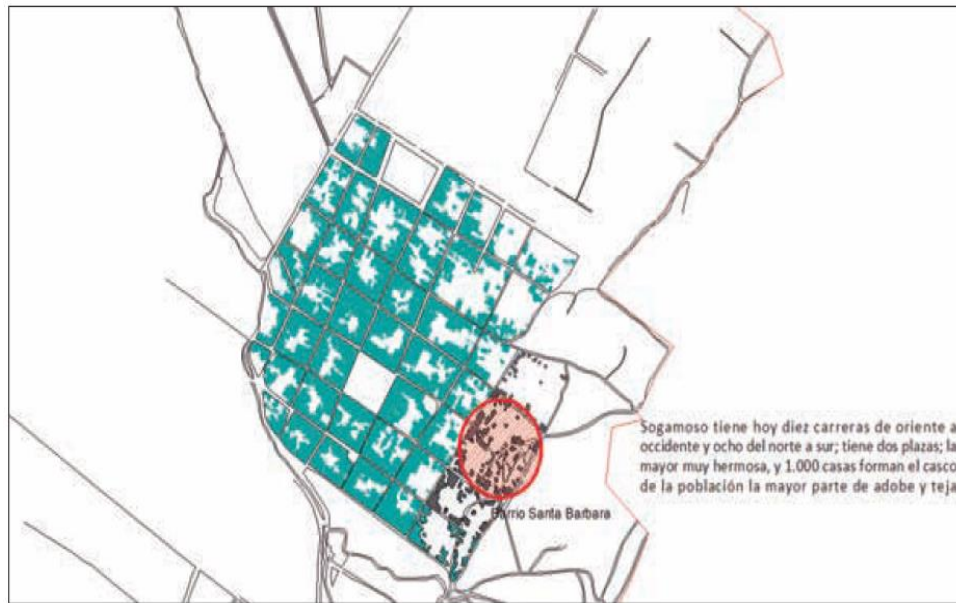 Sogamoso tiene hoy diez carreras de oriente a
occidente y ocho del norte a sur; tiene dos plazas; la
mayor muy hermosa, y 1.000 casas forman el casco
de la población la mayor parte de adobe y teja
Barrio Santa Barbara